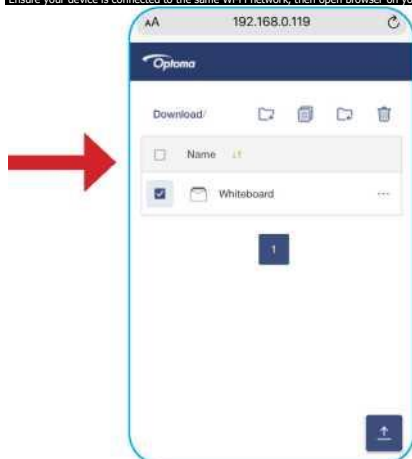 Ensure your device is connected to the same Wi-Fi network, then open browser on yo
AA 192.168.0.119
Optoma
Download/
Name
Whiteboard
1